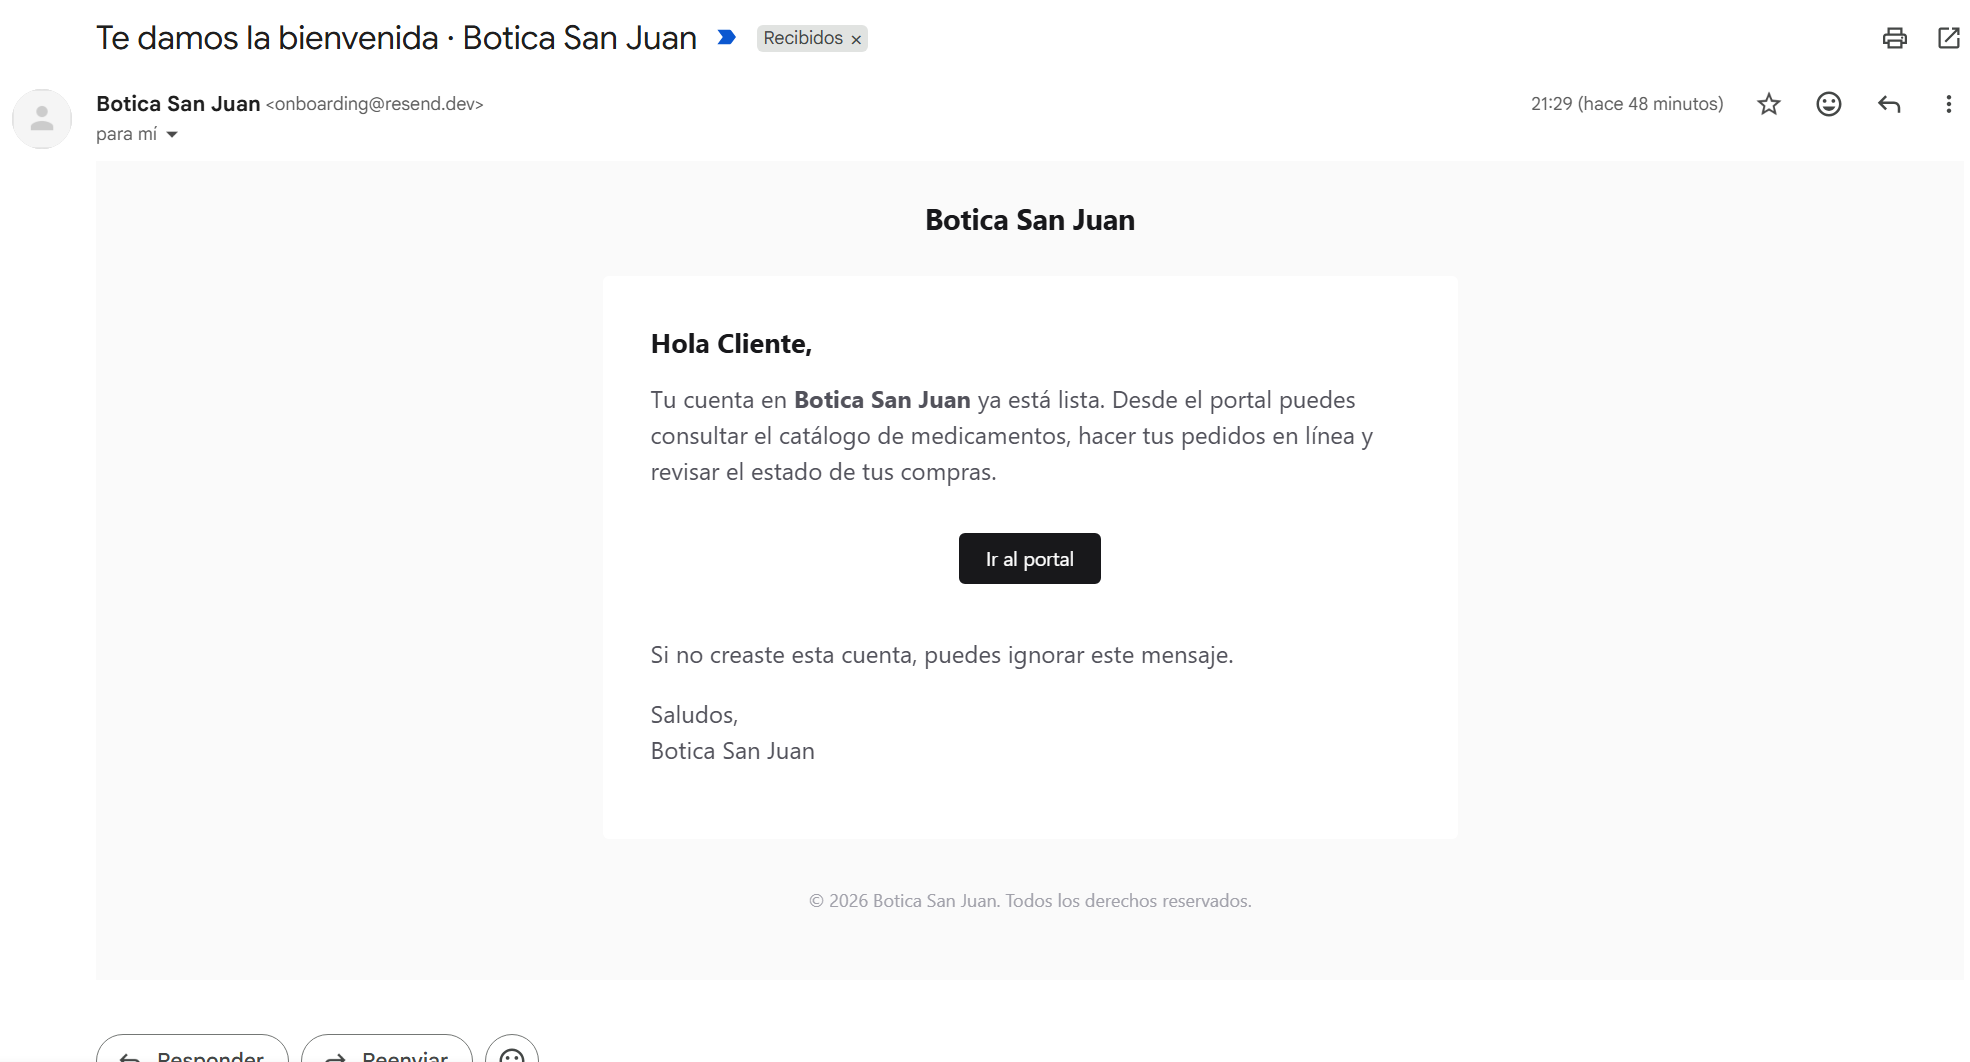 Te damos la bienvenida · Botica San Juan
Recibidos ×
Botica San Juan <onboarding@resend.dev>
21:29 (hace 48 minutos)
para mí
Botica San Juan
Hola Cliente,
Tu cuenta en Botica San Juan ya está lista. Desde el portal puedes
consultar el catálogo de medicamentos, hacer tus pedidos en línea y
revisar el estado de tus compras.
Ir al portal
Si no creaste esta cuenta, puedes ignorar este mensaje.
Saludos,
Botica San Juan
© 2026 Botica San Juan. Todos los derechos reservados.
Responder
Reenviar